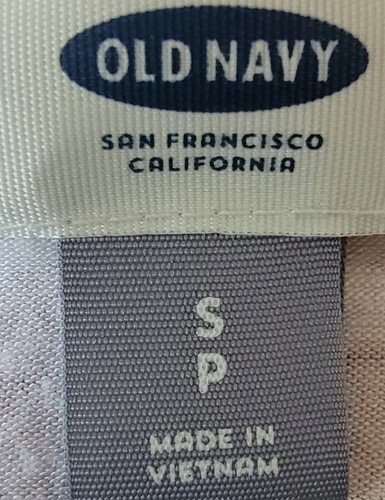 OLD NAVY
SAN FRANCISCO
CALIFORNIA
S
P
MADE IN
VIETNAM